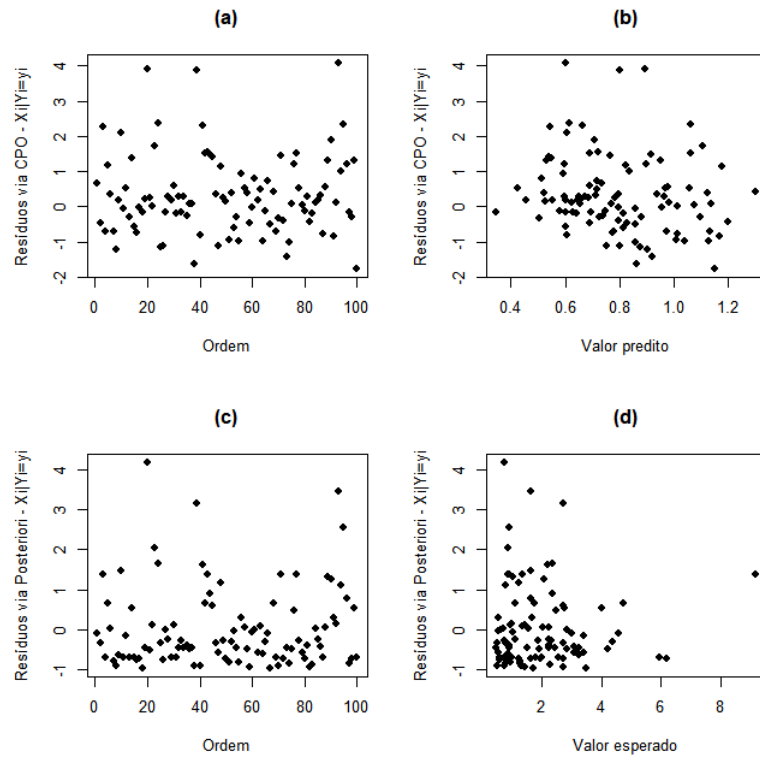 (a)
Resíduos via CPO - Xi|Yi=yi
-2 -1 0 1 2 3 4
0 20 40 60 80 100
Ordem
(b)
Resíduos via CPO - Xi|Yi=yi
-2 -1 0 1 2 3 4
0.4 0.6 0.8 1.0 1.2
Valor predito
(c)
Resíduos via Posteriori - Xi|Yi=yi
-1 0 1 2 3 4
0 20 40 60 80 100
Ordem
(d)
Resíduos via Posteriori - Xi|Yi=yi
-1 0 1 2 3 4
2 4 6 8
Valor esperado